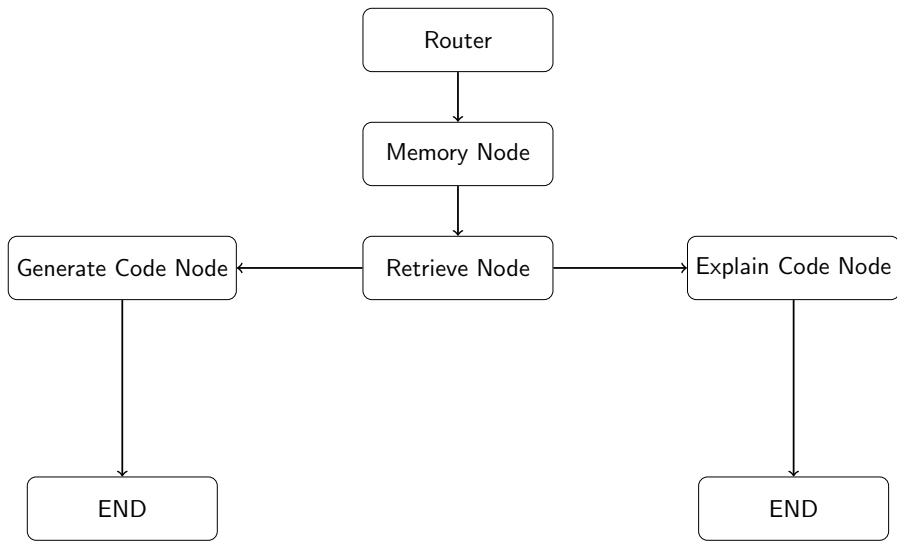 Router
Memory Node
Generate Code Node
Retrieve Node
Explain Code Node
END
END